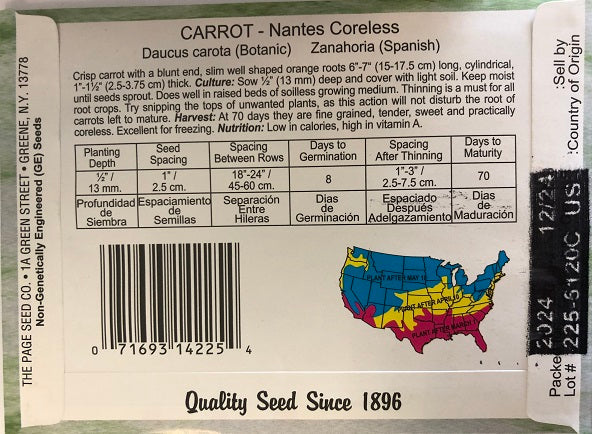 CARROT - Nantes Coreless
Daucus carota (Botanic) Zanahoria (Spanish)
Crisp carrot with a blunt end, slim well shaped orange roots 6"-7" (15-17.5 cm) long, cylindrical,
1"-1½" (2.5-3.75 cm) thick. Culture: Sow ½" (13 mm) deep and cover with light soil. Keep moist
until seeds sprout. Does well in raised beds of soilless growing medium. Thinning is a must for all
root crops. Try snipping the tops of unwanted plants, as this action will not disturb the root of
carrots left to mature. Harvest: At 70 days they are fine grained, tender, sweet and practically
coreless. Excellent for freezing. Nutrition: Low in calories, high in vitamin A.
Planting Depth Seed Spacing Spacing Between Rows Days to Germination Spacing After Thinning Days to Maturity
½" / 13 mm. 1" / 2.5 cm. 18"-24" / 45-60 cm. 8 1"-3" / 2.5-7.5 cm. 70
Profundidad de Siembra Espaciamiento de Semillas Separación Entre Hileras Dias de Germinación Espaciado Después Adelgazamiento Dias de Maduración
0 71693 14225 4
PLANT AFTER MAY
PLANT AFTER APRIL 10
PLANT AFTER MARCH 1
Quality Seed Since 1896
THE PAGE SEED CO. • 1A GREEN STREET • GREENE, N.Y. 13778
Non-Genetically Engineered (GE) Seeds
:Sell by
:Country of Origin
2024 12/24
225-5120C US
Packe
Lot #